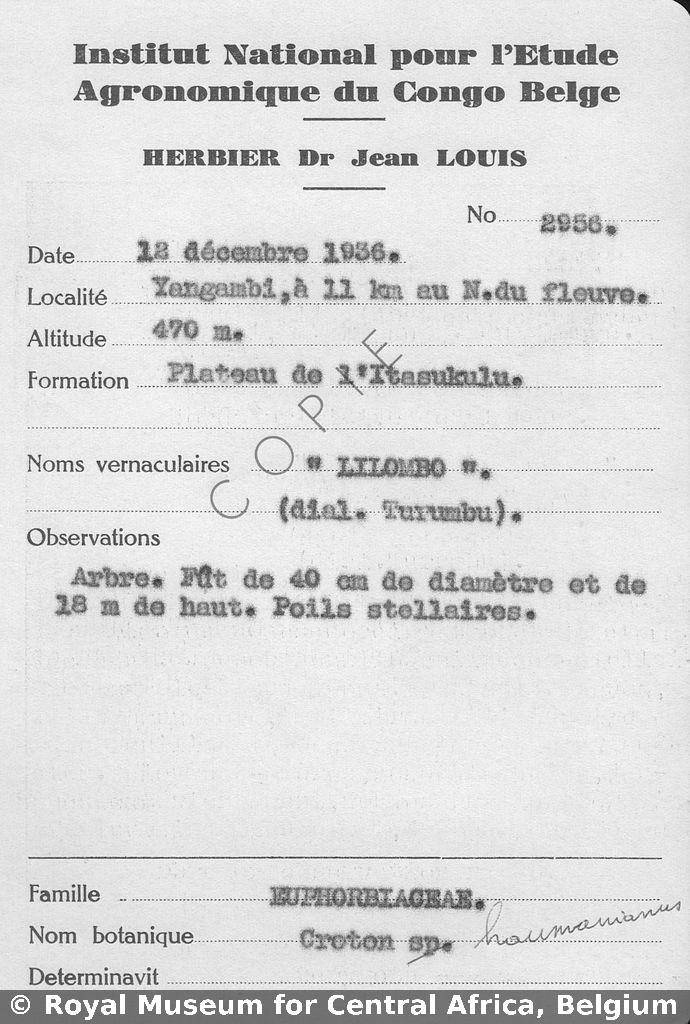 Institut National pour l'Etude
Agronomique du Congo Belge
HERBIER Dr Jean LOUIS
No 2956.
Date 12 décembre 1936.
Localité Yangambi, à 11 km au N. du fleuve.
Altitude 470 m.
Formation Plateau de l'Itasukulu.
COPIE
Noms vernaculaires " LILOMBO ".
(dial. Turumbu).
Observations
Arbre. Fût de 40 cm de diamètre et de
18 m de haut. Poils stellaires.
Famille EUPHORBIACEAE.
Nom botanique Croton sp. haumanianus
Determinavit
© Royal Museum for Central Africa, Belgium